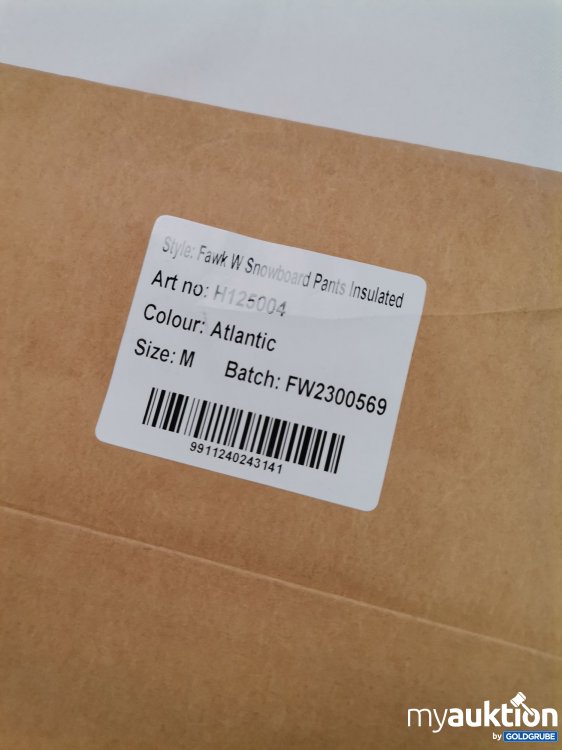 Style: Fawk W Snowboard Pants Insulated
Art no: H125004
Colour: Atlantic
Size: M Batch: FW2300569
9911240243141
myauktion
by GOLDGRUBE